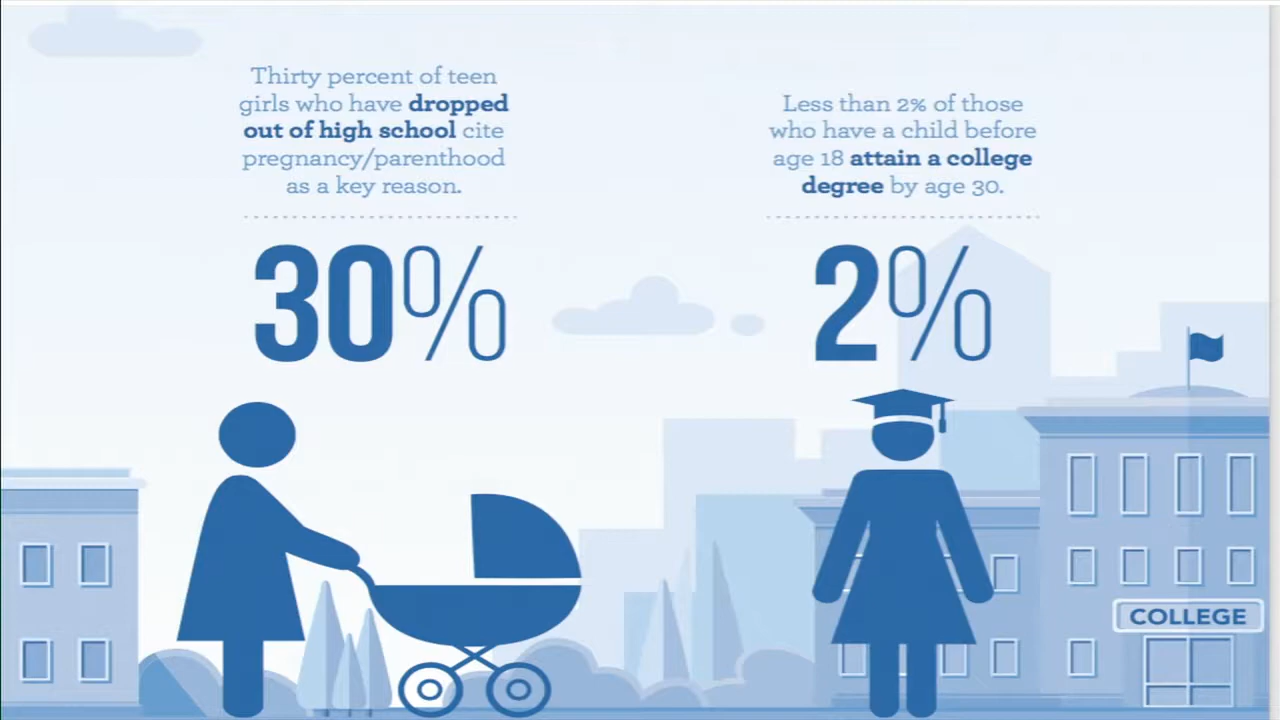 Thirty percent of teen
girls who have dropped
out of high school cite
pregnancy/parenthood
as a key reason.
30%
Less than 2% of those
who have a child before
age 18 attain a college
degree by age 30.
2%
COLLEGE